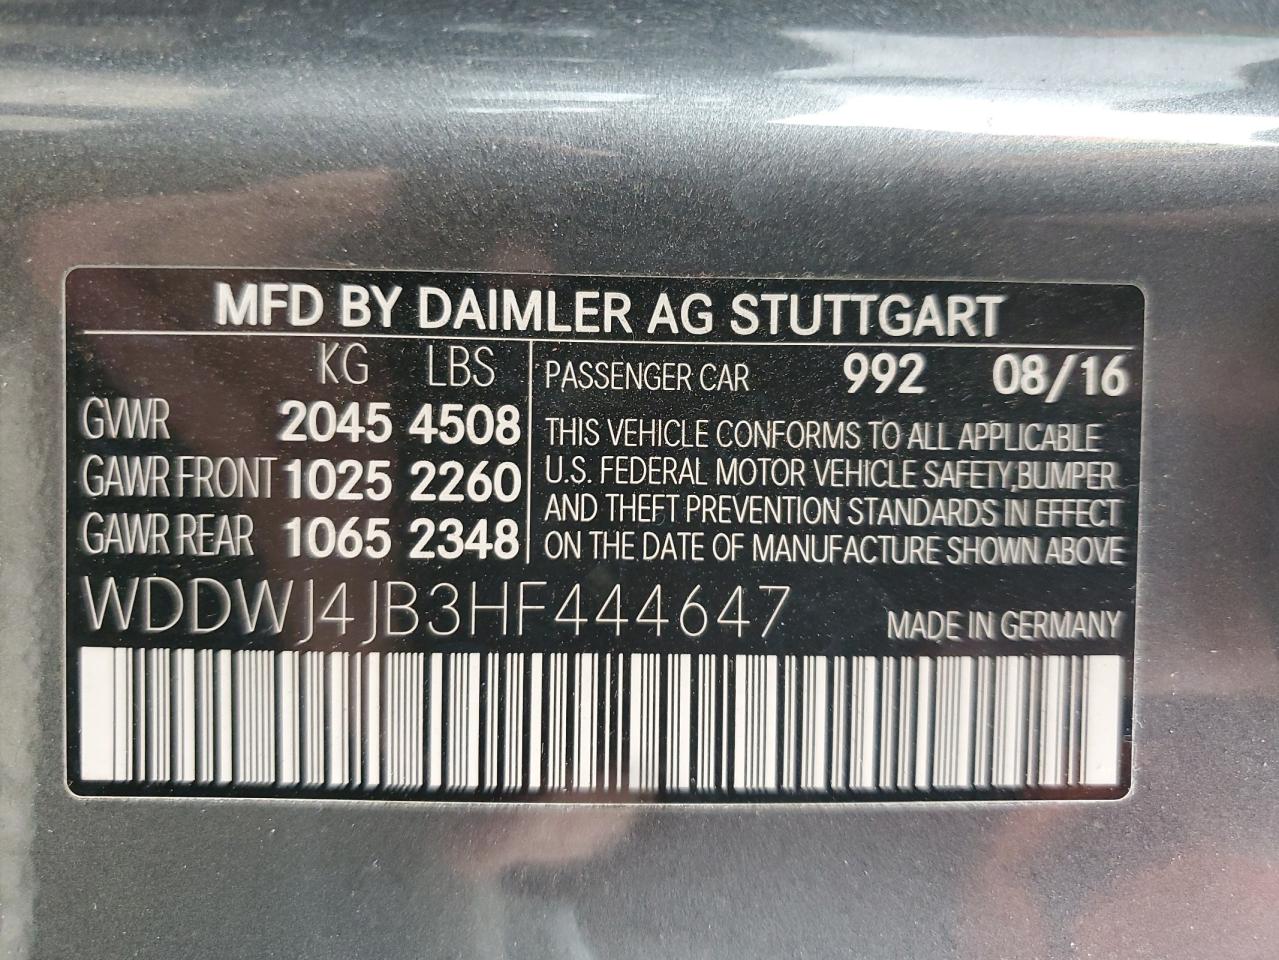 MFD BY DAIMLER AG STUTTGART
KG LBS
GVWR 2045 4508
GAWR FRONT 1025 2260
GAWR REAR 1065 2348
PASSENGER CAR 992 08/16
THIS VEHICLE CONFORMS TO ALL APPLICABLE
U.S. FEDERAL MOTOR VEHICLE SAFETY,BUMPER
AND THEFT PREVENTION STANDARDS IN EFFECT
ON THE DATE OF MANUFACTURE SHOWN ABOVE
WDDWJ4JB3HF444647 MADE IN GERMANY